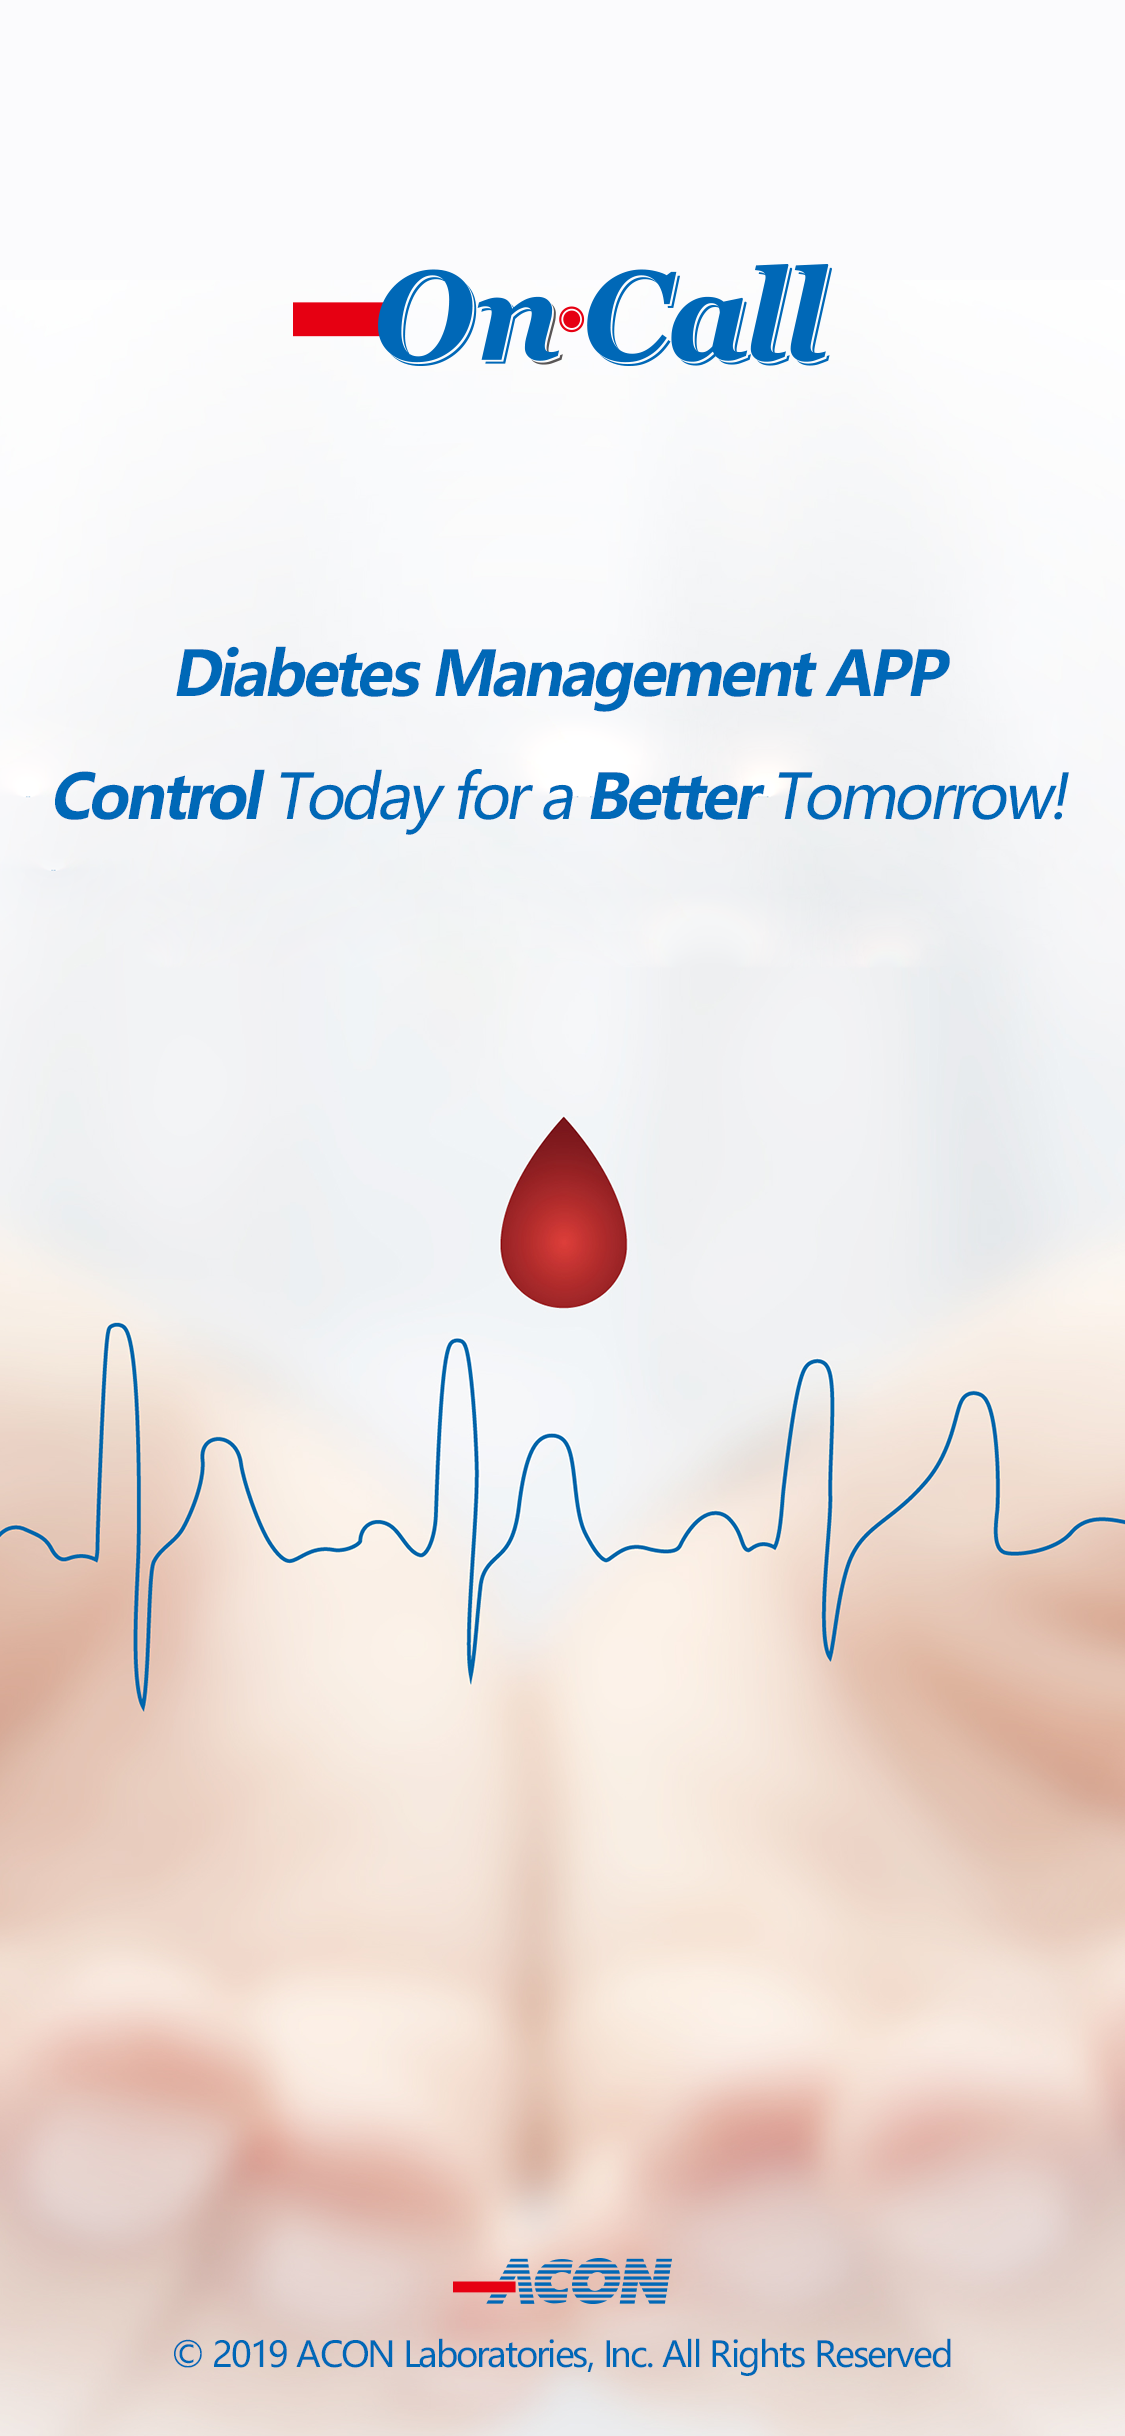 On·Call
Diabetes Management APP
Control Today for a Better Tomorrow!
ACON
© 2019 ACON Laboratories, Inc. All Rights Reserved